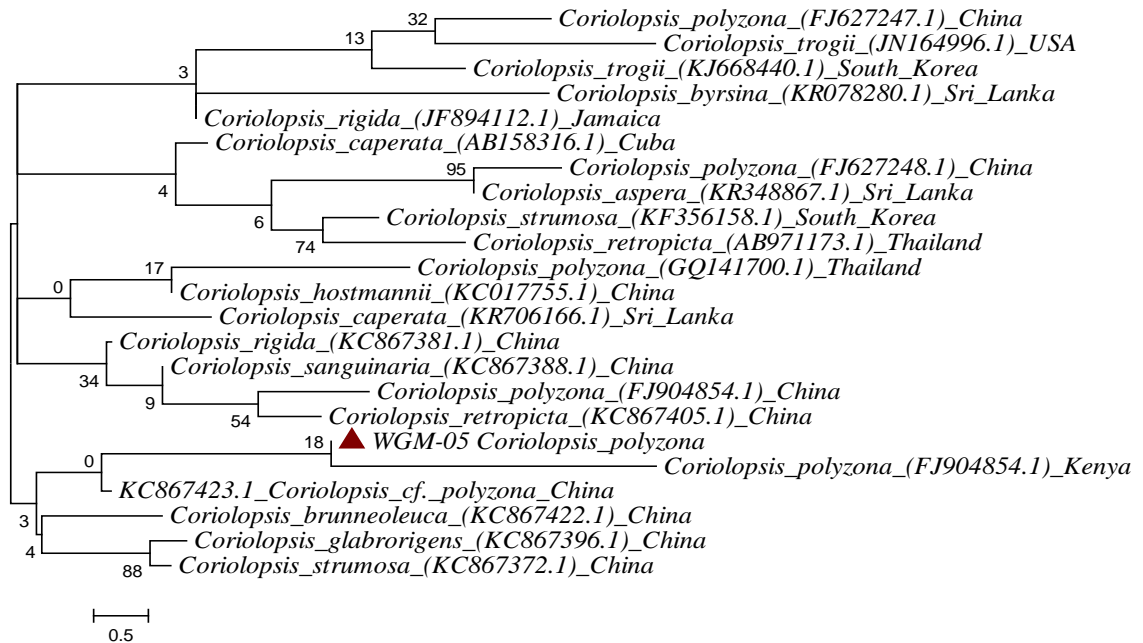 32
Coriolopsis_polyzona_(FJ627247.1)_China
13
Coriolopsis_trogii_(JN164996.1)_USA
3
Coriolopsis_trogii_(KJ668440.1)_South_Korea
Coriolopsis_byrsina_(KR078280.1)_Sri_Lanka
Coriolopsis_rigida_(JF894112.1)_Jamaica
Coriolopsis_caperata_(AB158316.1)_Cuba
95
Coriolopsis_polyzona_(FJ627248.1)_China
4
Coriolopsis_aspera_(KR348867.1)_Sri_Lanka
6
Coriolopsis_strumosa_(KF356158.1)_South_Korea
74
Coriolopsis_retropicta_(AB971173.1)_Thailand
17
Coriolopsis_polyzona_(GQ141700.1)_Thailand
0
Coriolopsis_hostmannii_(KC017755.1)_China
Coriolopsis_caperata_(KR706166.1)_Sri_Lanka
Coriolopsis_rigida_(KC867381.1)_China
34
Coriolopsis_sanguinaria_(KC867388.1)_China
9
Coriolopsis_polyzona_(FJ904854.1)_China
54
Coriolopsis_retropicta_(KC867405.1)_China
18
WGM-05 Coriolopsis_polyzona
0
Coriolopsis_polyzona_(FJ904854.1)_Kenya
KC867423.1_Coriolopsis_cf._polyzona_China
3
Coriolopsis_brunneoleuca_(KC867422.1)_China
4
Coriolopsis_glabrorigens_(KC867396.1)_China
88
Coriolopsis_strumosa_(KC867372.1)_China
0.5